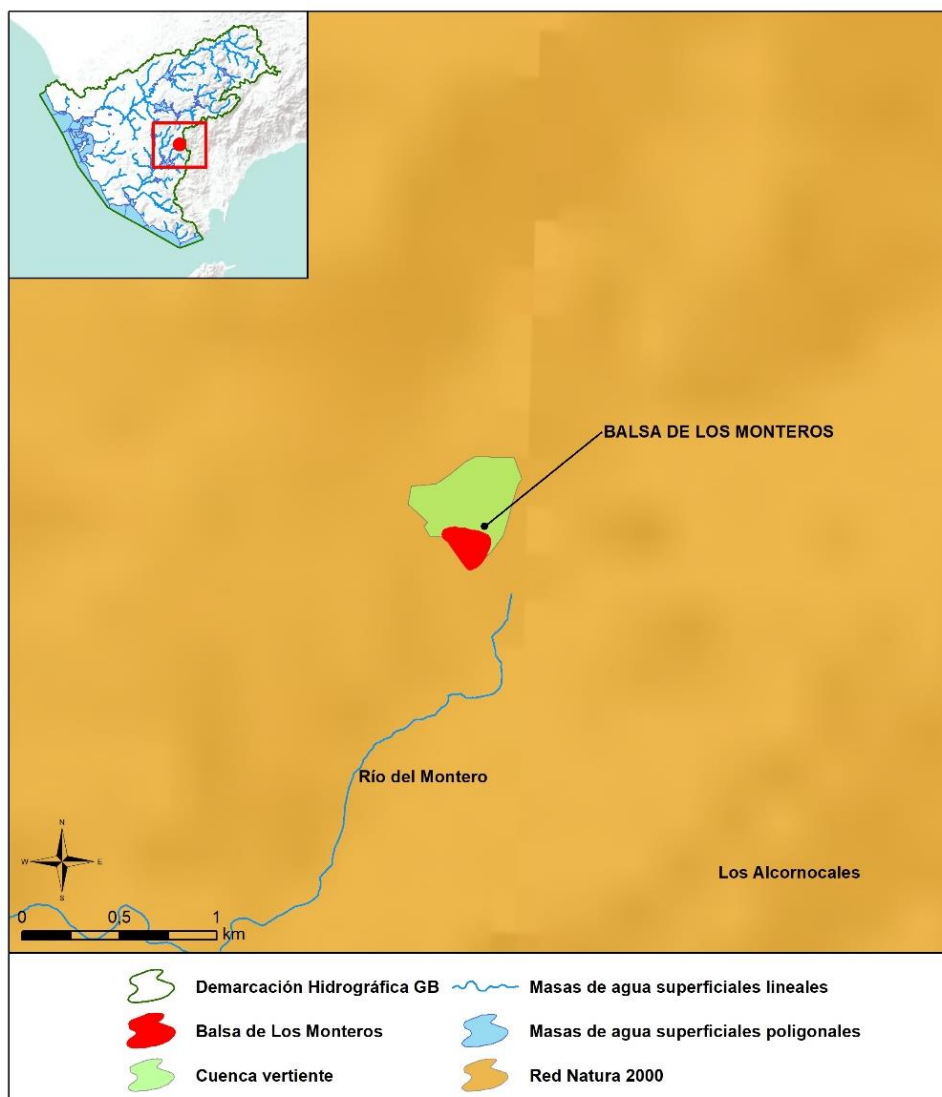 BALSA DE LOS MONTEROS
Río del Montero
Los Alcornocales
N
W E
S
0 0,5 1
km
Demarcación Hidrográfica GB
Masas de agua superficiales lineales
Balsa de Los Monteros
Masas de agua superficiales poligonales
Cuenca vertiente
Red Natura 2000